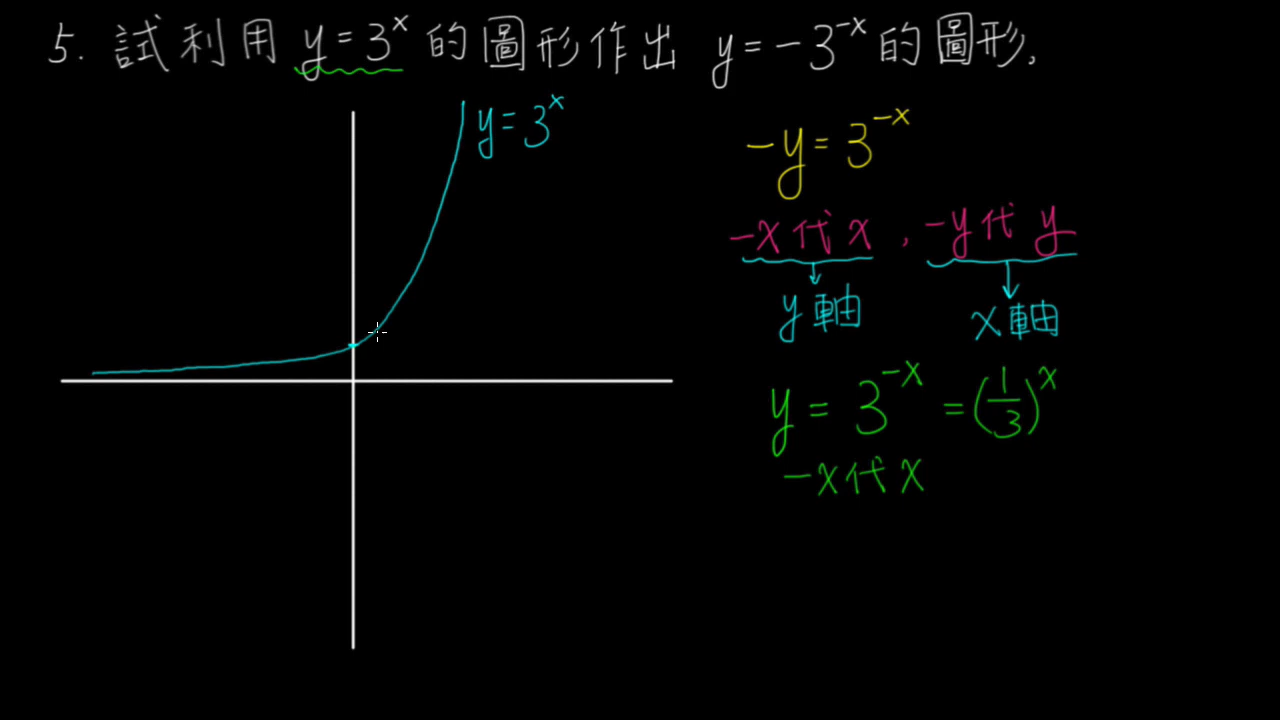 5. 試利用 y=3^x 的圖形作出 y=-3^{-x} 的圖形.
y=3^x
-y=3^{-x}
-x代x , -y代y
y軸 x軸
y=3^{-x}=(1/3)^x
-x代x